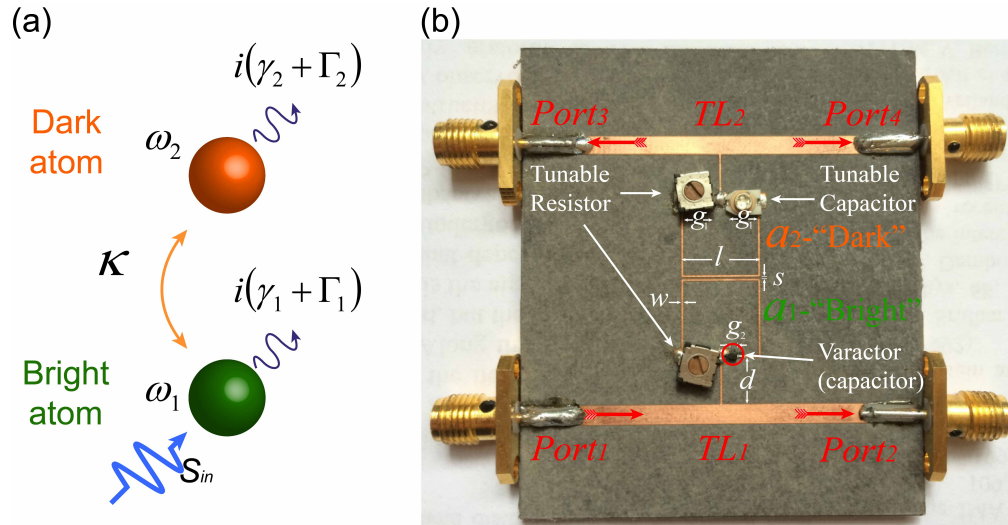 (a)
i(γ₂ + Γ₂)
Dark
atom
ω₂
κ
i(γ₁ + Γ₁)
Bright
atom
ω₁
Sin
(b)
Port₃
TL₂
Port₄
Tunable
Resistor
Tunable
Capacitor
g₁
g₁
a₂-“Dark”
l
s
w
a₁-“Bright”
g₂
Varactor
(capacitor)
d
Port₁
TL₁
Port₂